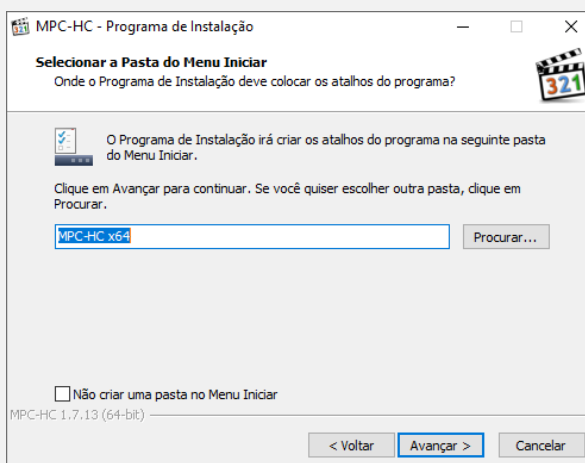 MPC-HC - Programa de Instalação
Selecionar a Pasta do Menu Iniciar
Onde o Programa de Instalação deve colocar os atalhos do programa?
321
O Programa de Instalação irá criar os atalhos do programa na seguinte pasta
do Menu Iniciar.
Clique em Avançar para continuar. Se você quiser escolher outra pasta, clique em
Procurar.
MPC-HC x64
Procurar...
Não criar uma pasta no Menu Iniciar
MPC-HC 1.7.13 (64-bit)
< Voltar
Avançar >
Cancelar